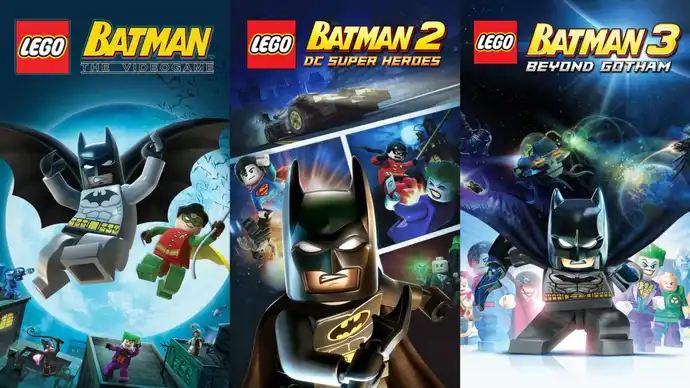 LEGO BATMAN
THE VIDEOGAME
LEGO BATMAN 2
DC SUPER HEROES
LEGO BATMAN 3
BEYOND GOTHAM